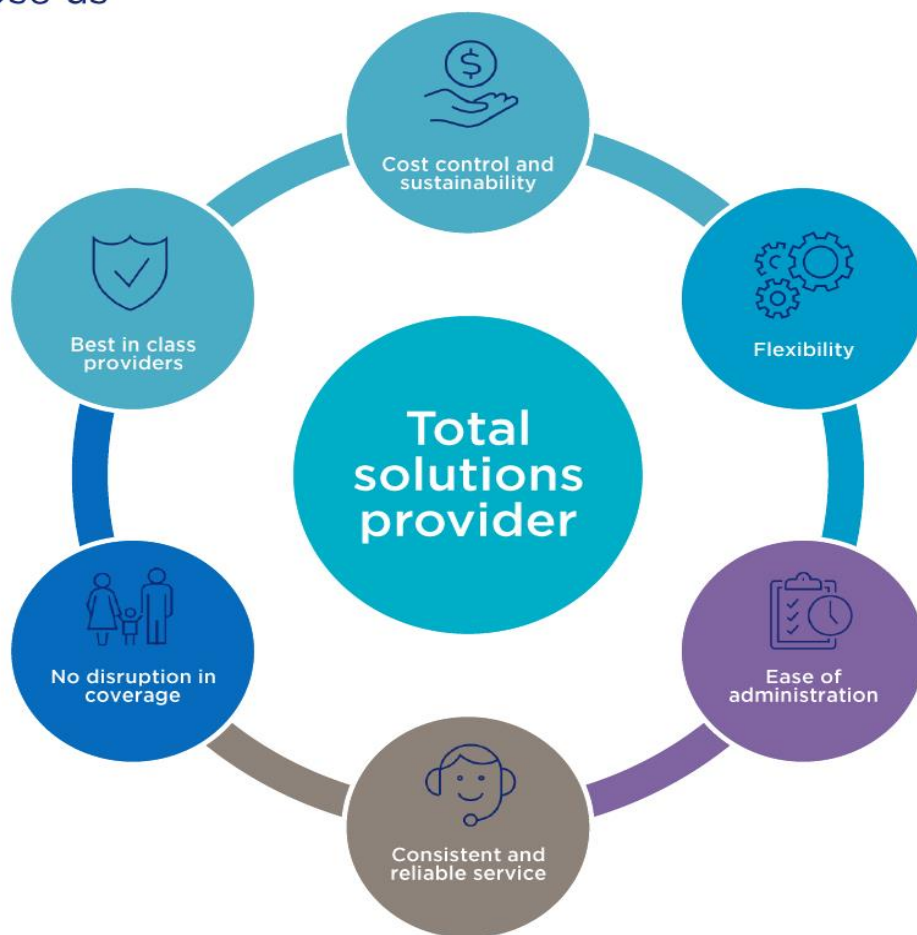 us
Cost control and
sustainability
Flexibility
Ease of
administration
Consistent and
reliable service
No disruption in
coverage
Best in class
providers
Total
solutions
provider